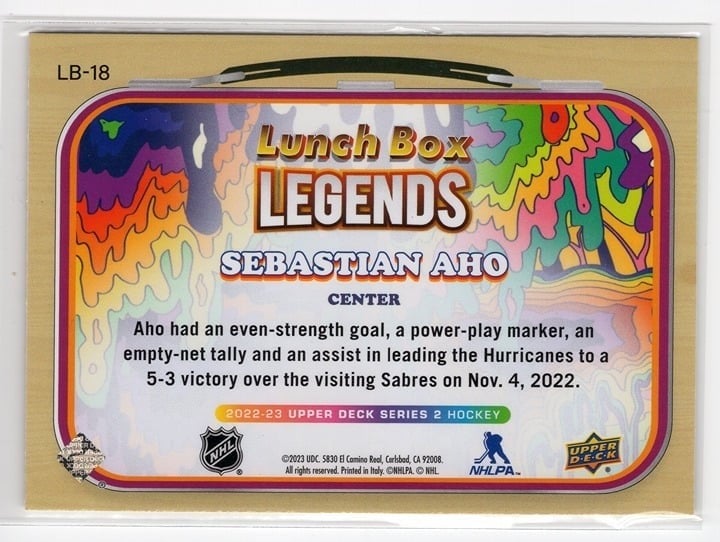 LB-18
Lunch Box
LEGENDS
SEBASTIAN AHO
CENTER
Aho had an even-strength goal, a power-play marker, an
empty-net tally and an assist in leading the Hurricanes to a
5-3 victory over the visiting Sabres on Nov. 4, 2022.
2022-23 UPPER DECK SERIES 2 HOCKEY
NHL
®
©2023 UDC. 5830 El Camino Real, Carlsbad, CA 92008.
All rights reserved. Printed in Italy. ©NHLPA. © NHL.
NHLPA™
UPPER
D·E·C·K
®